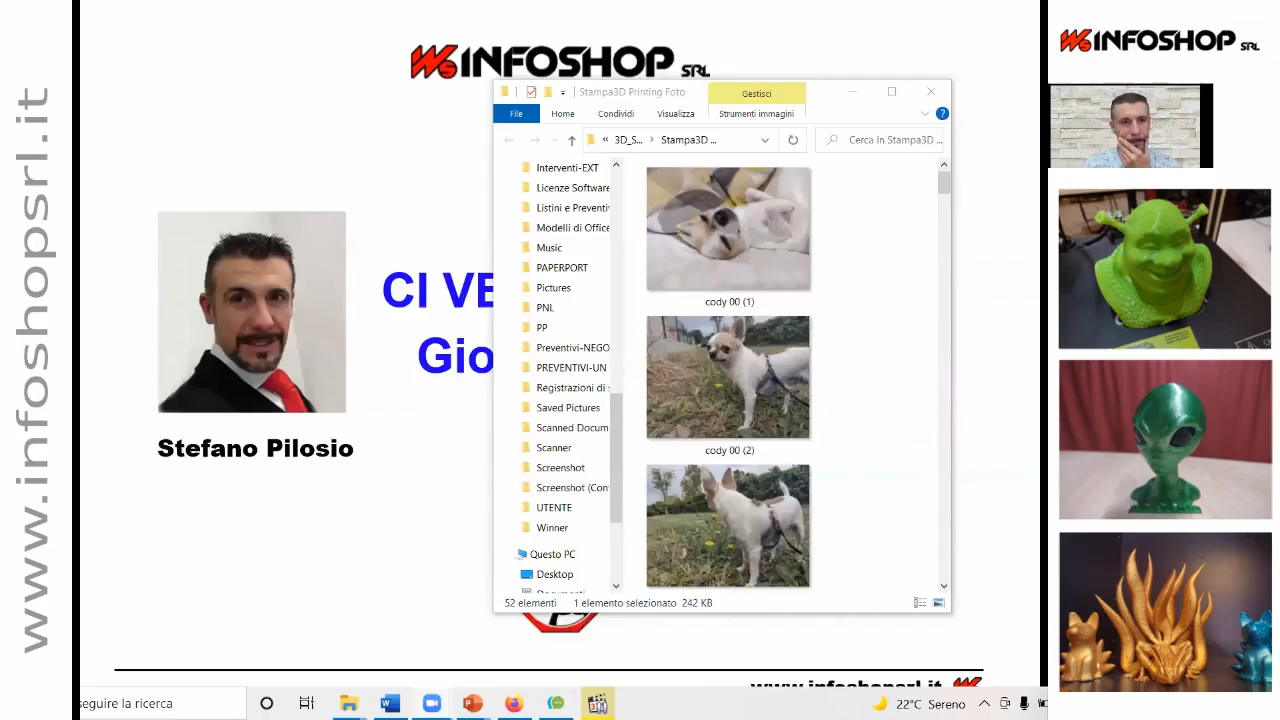 www.infoshopsrl.it
INFOSHOP SRL
INFOSHOP SRL
Stampa3D Printing Foto
Gestisci
File Home Condividi Visualizza Strumenti immagini
« 3D_S... Stampa3D ...
Cerca in Stampa3D ...
Interventi-EXT
Licenze Software
Listini e Preventi
Modelli di Office
Music
PAPERPORT
Pictures
PNL
PP
Preventivi-NEGO
PREVENTIVI-UN
Registrazioni di
Saved Pictures
Scanned Docum
Scanner
Screenshot
Screenshot (Con
UTENTE
Winner
Questo PC
Desktop
cody 00 (1)
cody 00 (2)
52 elementi 1 elemento selezionato 242 KB
CI VE
Gio
Stefano Pilosio
www.infoshopsrl.it
seguire la ricerca
22°C Sereno